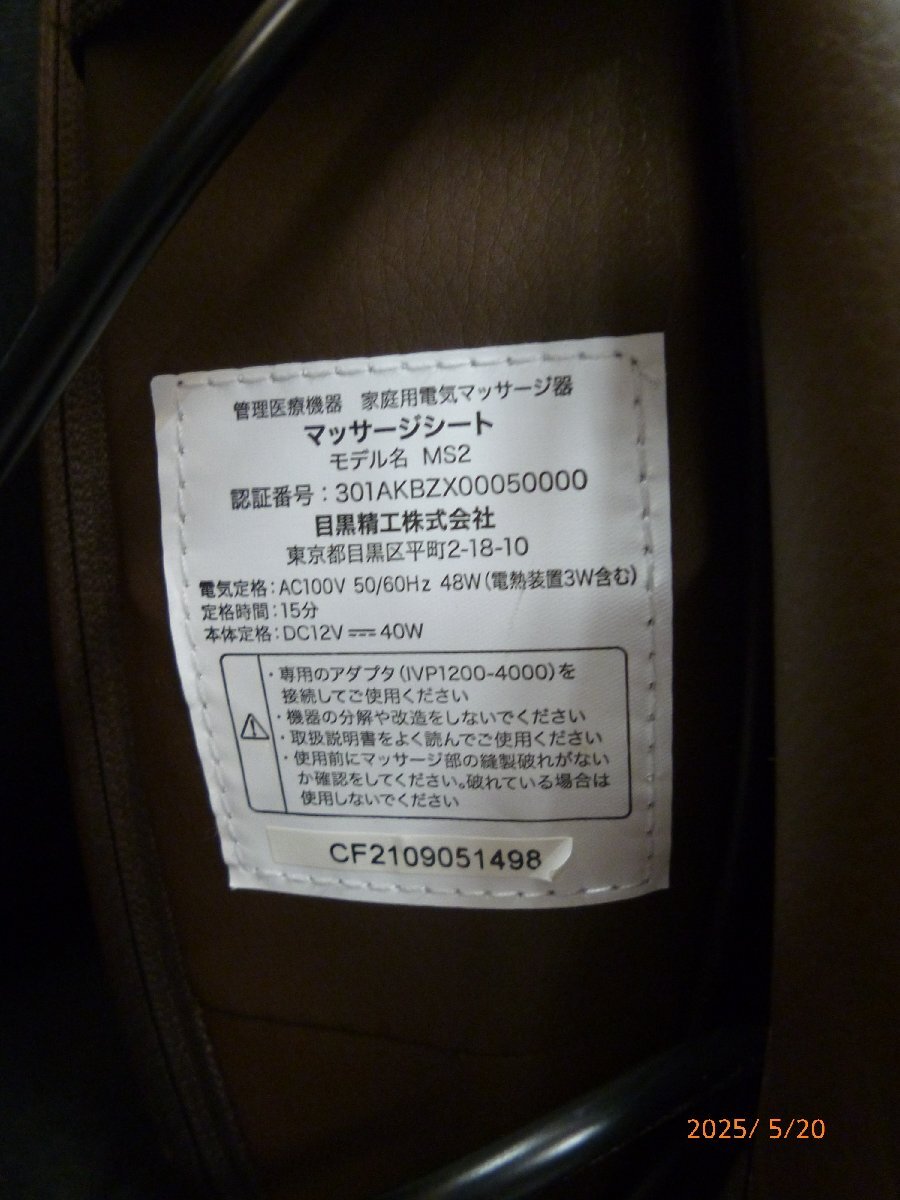 管理医療機器 家庭用電気マッサージ器
マッサージシート
モデル名 MS2
認証番号：301AKBZX00050000
目黒精工株式会社
東京都目黒区平町2-18-10
電気定格：AC100V 50/60Hz 48W（電熱装置3W含む）
定格時間：15分
本体定格：DC12V ⎓ 40W
・専用のアダプタ（IVP1200-4000）を
接続してご使用ください
・機器の分解や改造をしないでください
・取扱説明書をよく読んでご使用ください
・使用前にマッサージ部の縫製破れがない
か確認をしてください。破れている場合は
使用しないでください
CF2109051498
2025/ 5/20